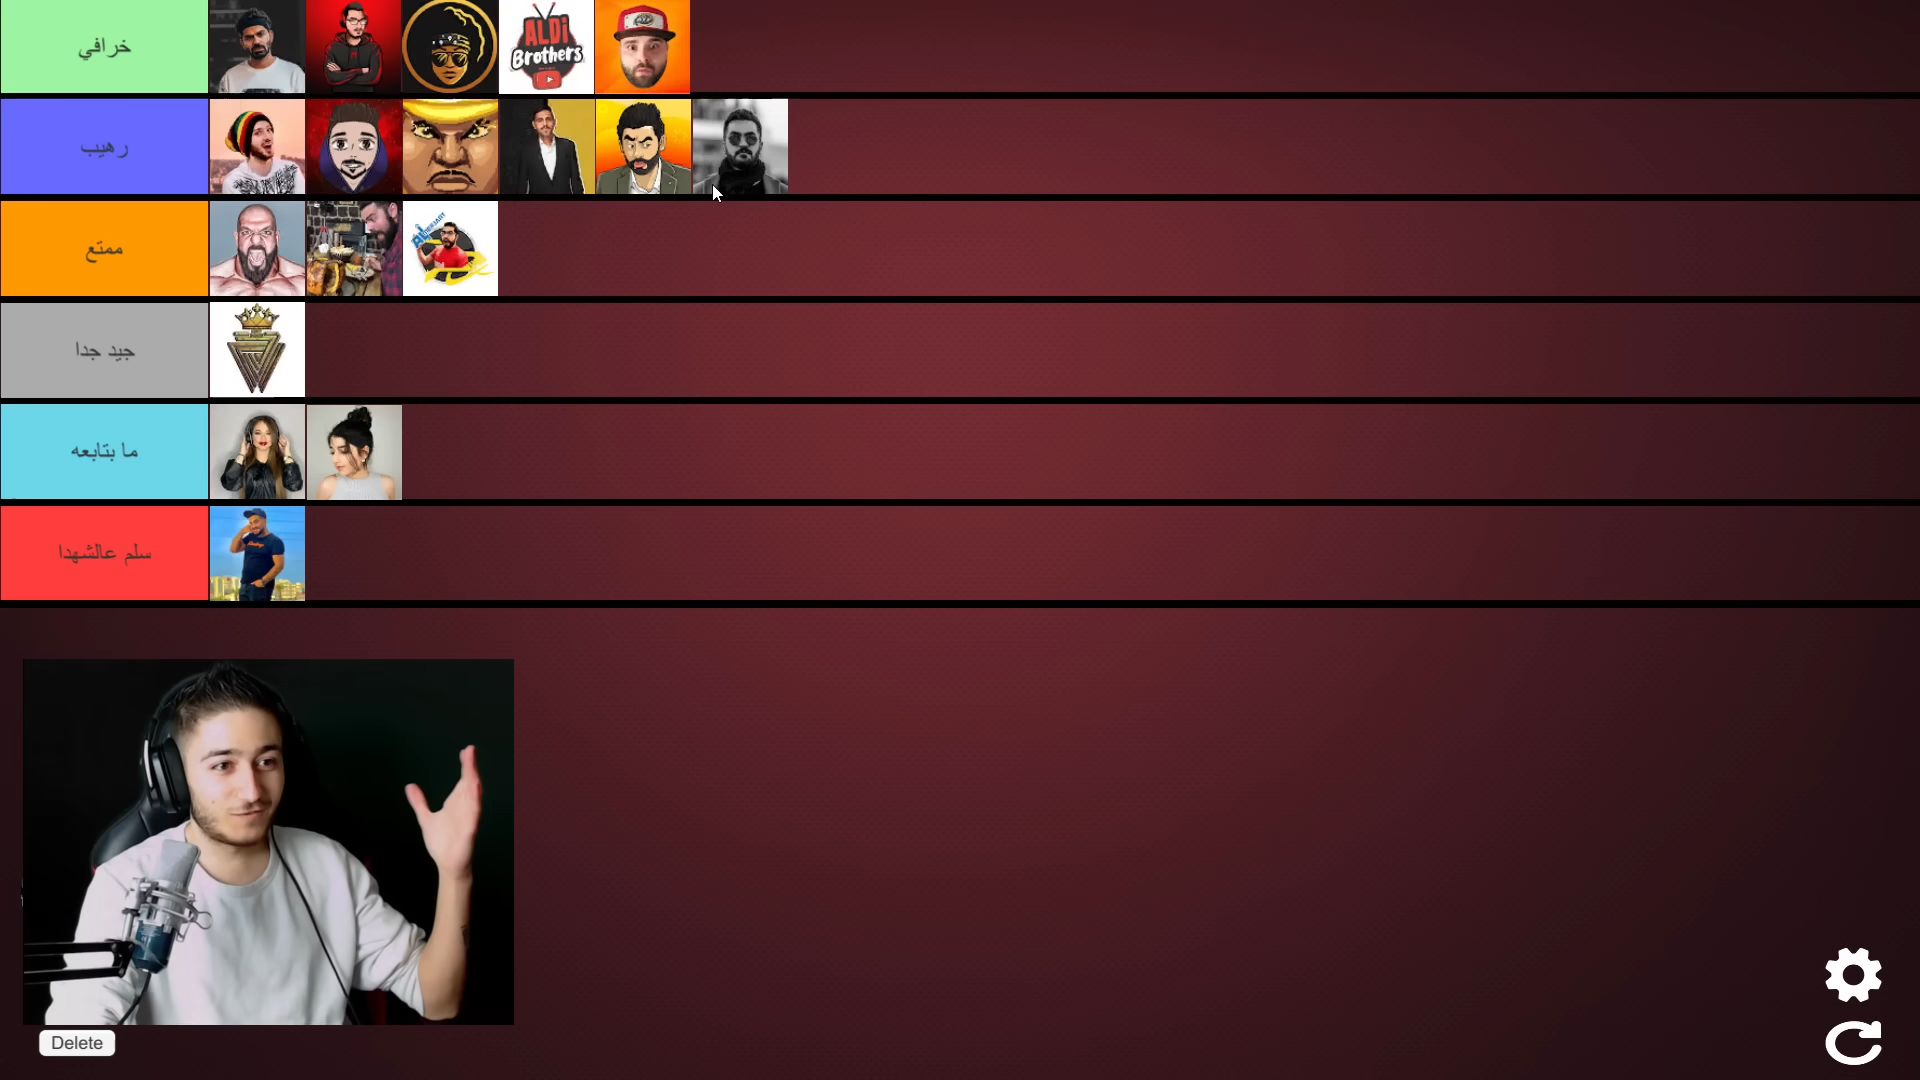 خرافي
ALDi
Brothers
رهيب
ممتع
جيد جدا
ما بتابعه
سلم عالشهدا
Delete